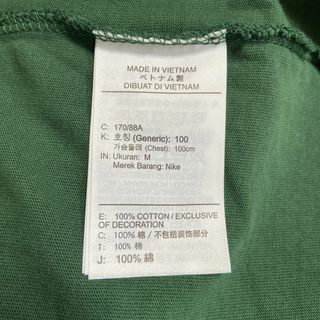 MADE IN VIETNAM
ベトナム製
DIBUAT DI VIETNAM
C: 170/88A
K: 호칭 (Generic); 100
가슴둘레 (Chest): 100cm
IN: Ukuran: M
Merek Barang: Nike
E: 100% COTTON / EXCLUSIVE
OF DECORATION
C: 100% 棉 / 不包括装饰部分
T: 100% 棉
J: 100% 綿